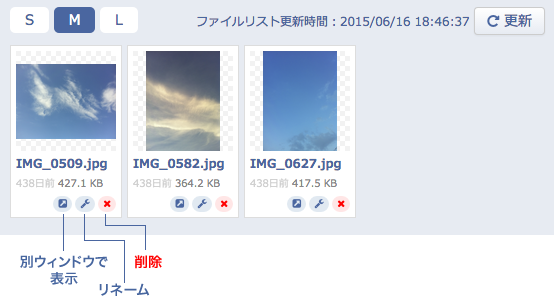 S M L ファイルリスト更新時間：2015/06/16 18:46:37 更新
IMG_0509.jpg IMG_0582.jpg IMG_0627.jpg
438日前 427.1 KB 438日前 364.2 KB 438日前 417.5 KB
別ウィンドウで
表示
リネーム
削除